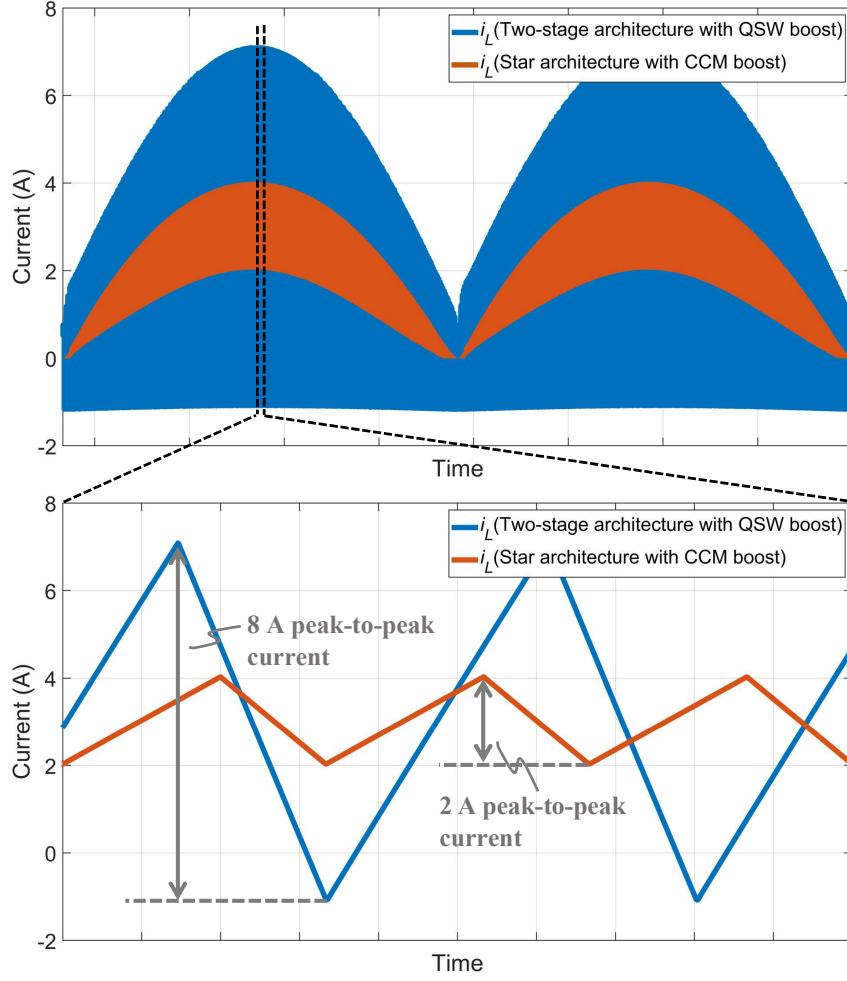 8
6
4
2
0
-2
Current (A)
i_L(Two-stage architecture with QSW boost)
i_L(Star architecture with CCM boost)
Time
8
6
4
2
0
-2
Current (A)
i_L(Two-stage architecture with QSW boost)
i_L(Star architecture with CCM boost)
8 A peak-to-peak
current
2 A peak-to-peak
current
Time